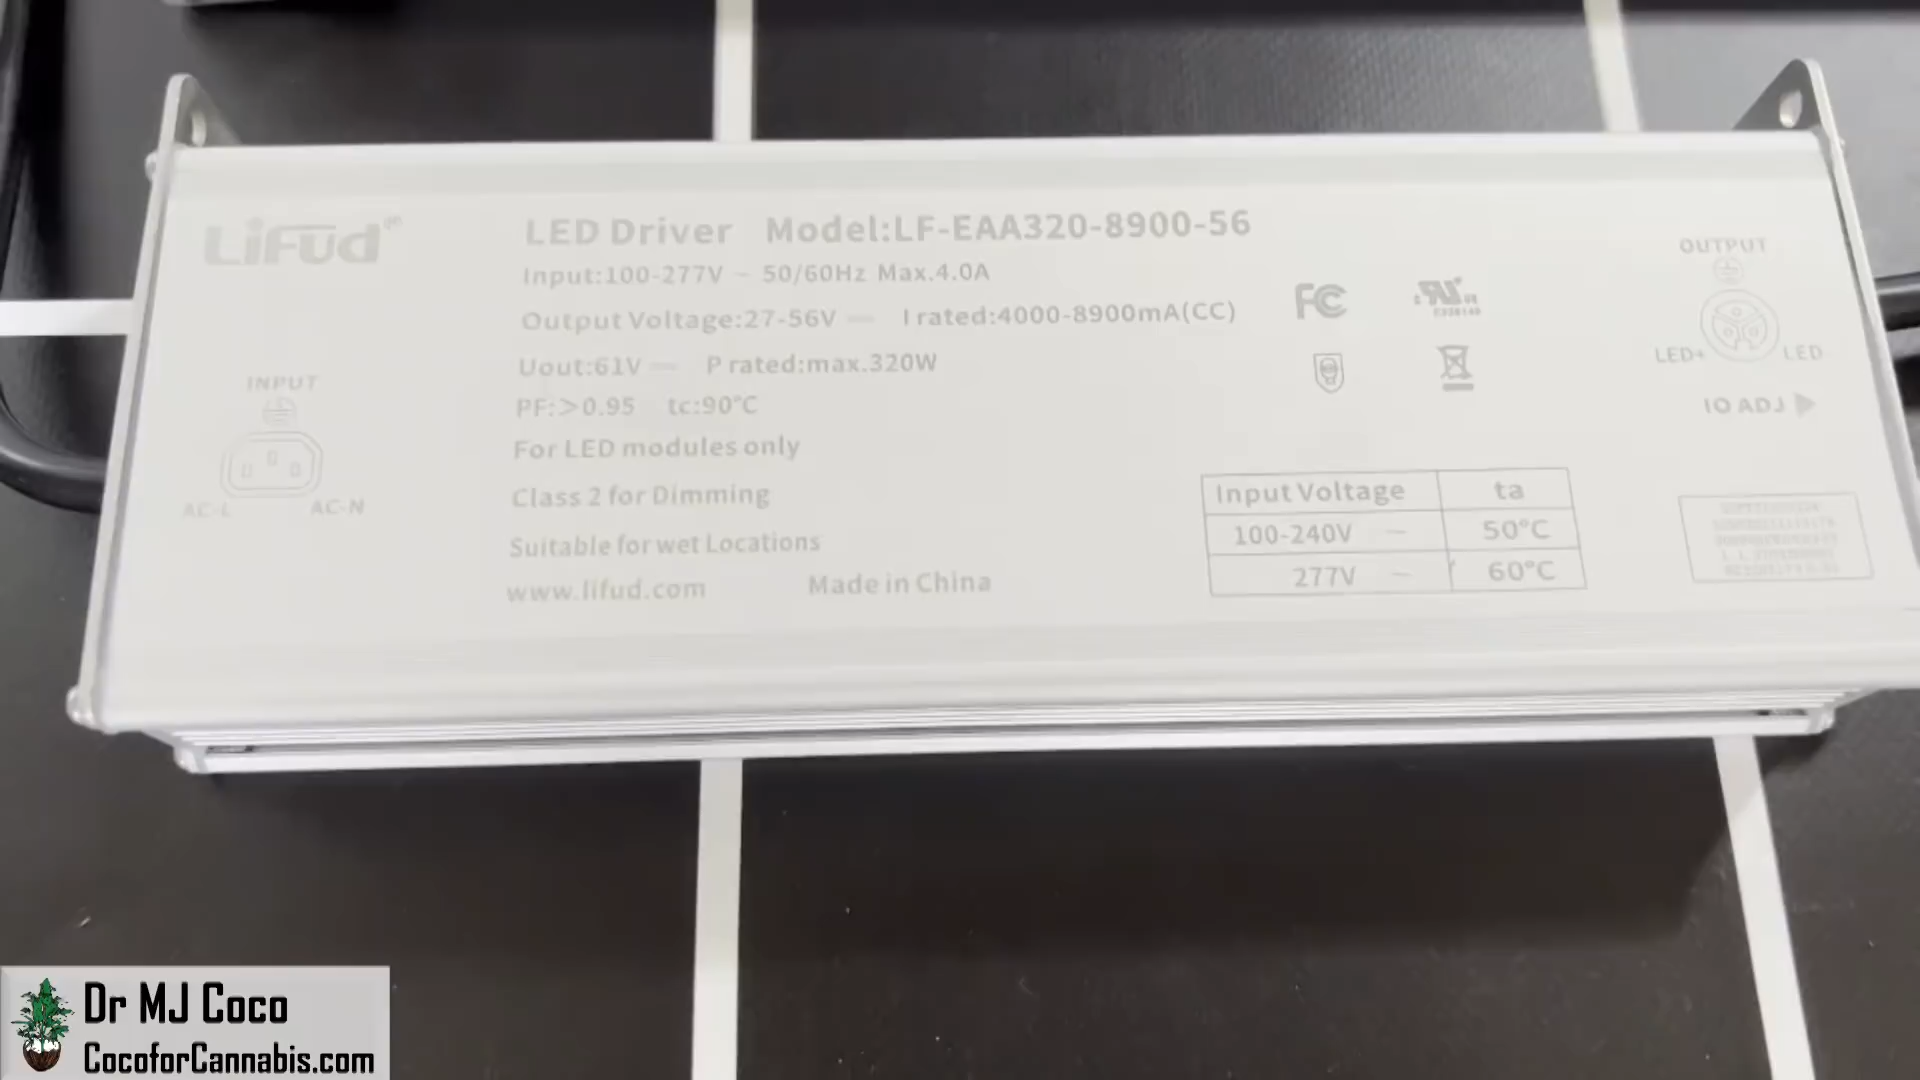 LiFud
LED Driver Model:LF-EAA320-8900-56
Input:100-277V ~ 50/60Hz Max.4.0A
Output Voltage:27-56V I rated:4000-8900mA(CC)
Uout:61V P rated:max.320W
PF:>0.95 tc:90°C
For LED modules only
Class 2 for Dimming
Suitable for wet Locations
www.lifud.com Made in China
INPUT
AC-L AC-N
FC
Input Voltage ta
100-240V 50°C
277V 60°C
OUTPUT
LED+ LED
IO ADJ
Dr MJ Coco
CocoforCannabis.com